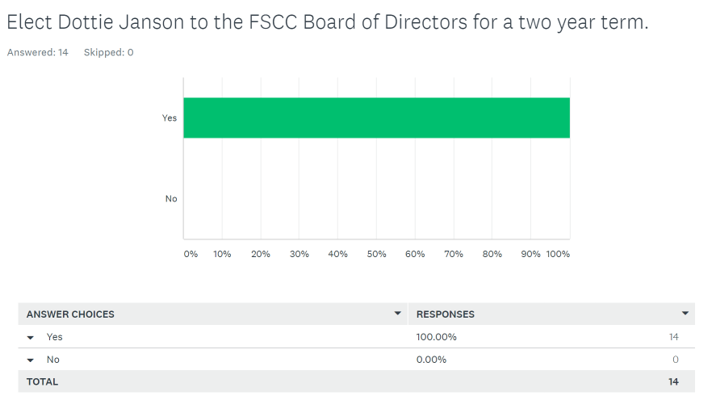 Elect Dottie Janson to the FSCC Board of Directors for a two year term.
Answered: 14 Skipped: 0
Yes
No
0% 10% 20% 30% 40% 50% 60% 70% 80% 90% 100%
ANSWER CHOICES RESPONSES
Yes 100.00% 14
No 0.00% 0
TOTAL 14